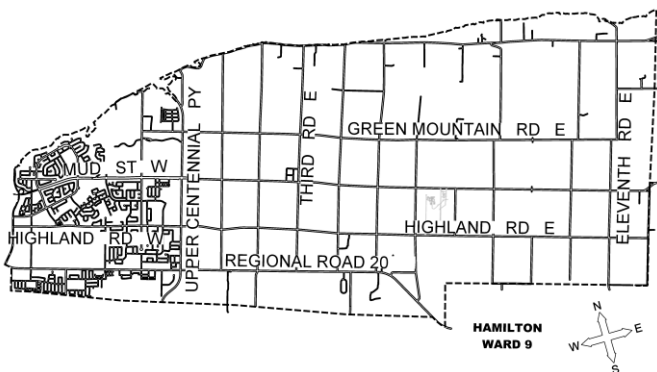 GREEN MOUNTAIN RD E
MUD ST W
UPPER CENTENNIAL PY
THIRD RD E
ELEVENTH RD E
HIGHLAND RD W
HIGHLAND RD E
REGIONAL ROAD 20
HAMILTON
WARD 9
N
E
W
S